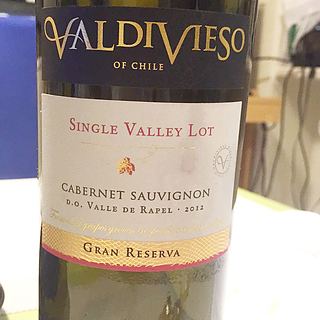 VALDIVIESO
OF CHILE
SINGLE VALLEY LOT
CABERNET SAUVIGNON
D.O. VALLE DE RAPEL · 2012
GRAN RESERVA